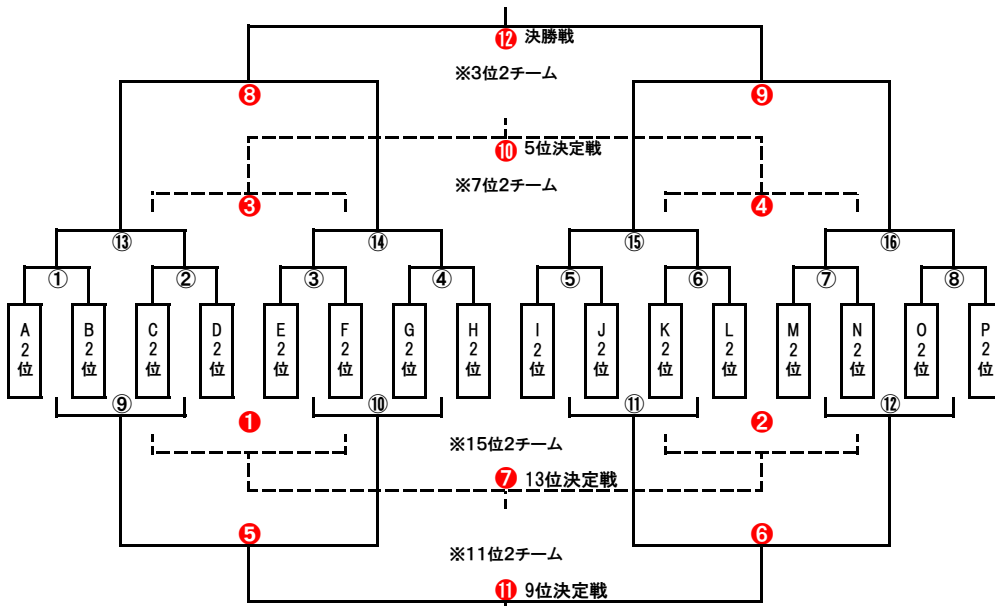 ⓬ 決勝戦
※3位2チーム
❽ ❾
❿ 5位決定戦
※7位2チーム
❸ ❹
⑬ ⑭ ⑮ ⑯
① ② ③ ④ ⑤ ⑥ ⑦ ⑧
A2位 B2位 C2位 D2位 E2位 F2位 G2位 H2位 I2位 J2位 K2位 L2位 M2位 N2位 O2位 P2位
⑨ ⑩ ⑪ ⑫
❶ ❷
※15位2チーム
❼ 13位決定戦
❺ ❻
※11位2チーム
⓫ 9位決定戦